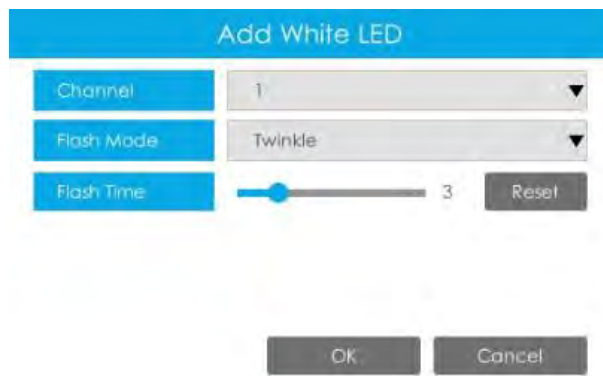 Add White LED
Channel 1
Flash Mode Twinkle
Flash Time 3 Reset
OK Cancel